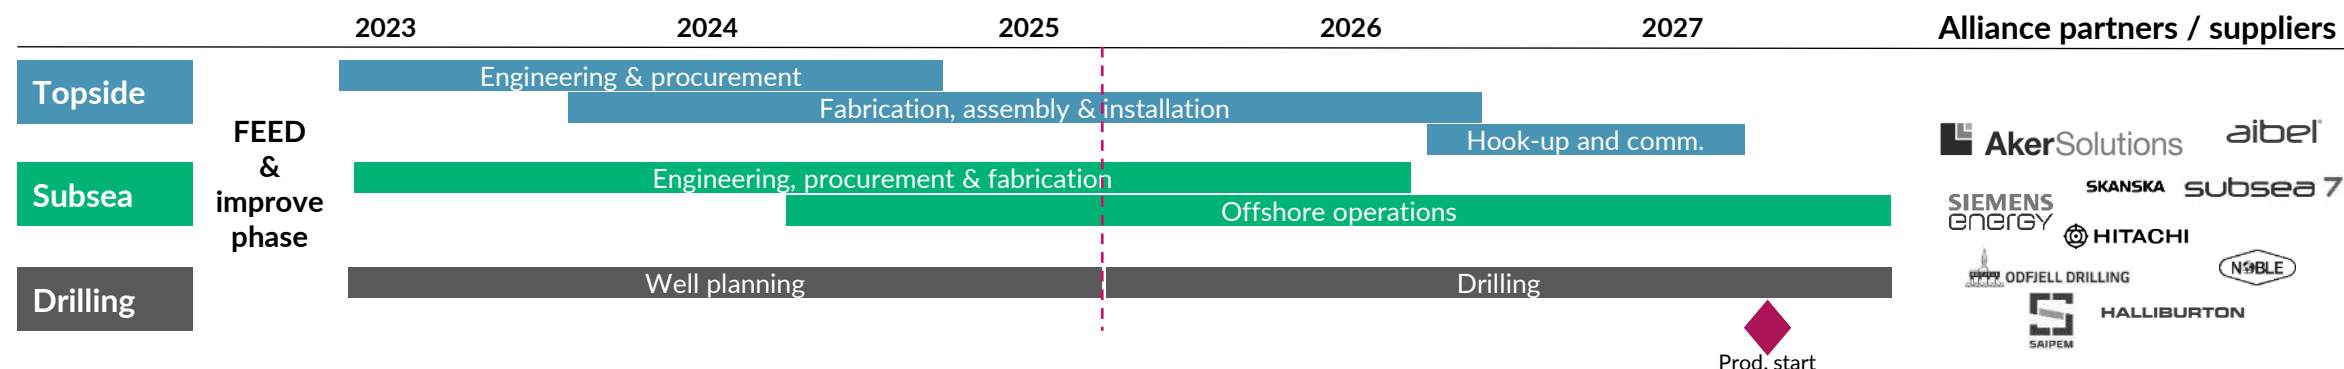 2023 2024 2025 2026 2027 Alliance partners / suppliers
Topside
Engineering & procurement
Fabrication, assembly & installation
Hook-up and comm.
FEED
&
improve
phase
Subsea
Engineering, procurement & fabrication
Offshore operations
Drilling
Well planning
Drilling
Prod. start
AkerSolutions
aibel
SIEMENS
energy
SKANSKA
subsea 7
HITACHI
ODFJELL DRILLING
NOBLE
SAIPEM
HALLIBURTON